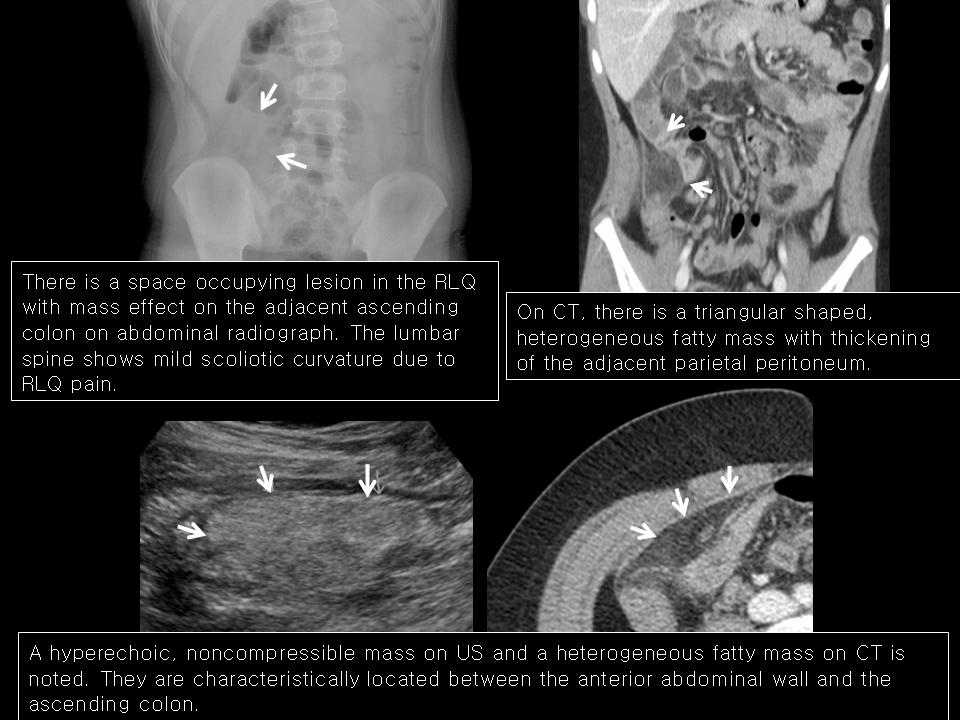 There is a space occupying lesion in the RLQ
with mass effect on the adjacent ascending
colon on abdominal radiograph. The lumbar
spine shows mild scoliotic curvature due to
RLQ pain.
On CT, there is a triangular shaped,
heterogeneous fatty mass with thickening
of the adjacent parietal peritoneum.
A hyperechoic, noncompressible mass on US and a heterogeneous fatty mass on CT is
noted. They are characteristically located between the anterior abdominal wall and the
ascending colon.